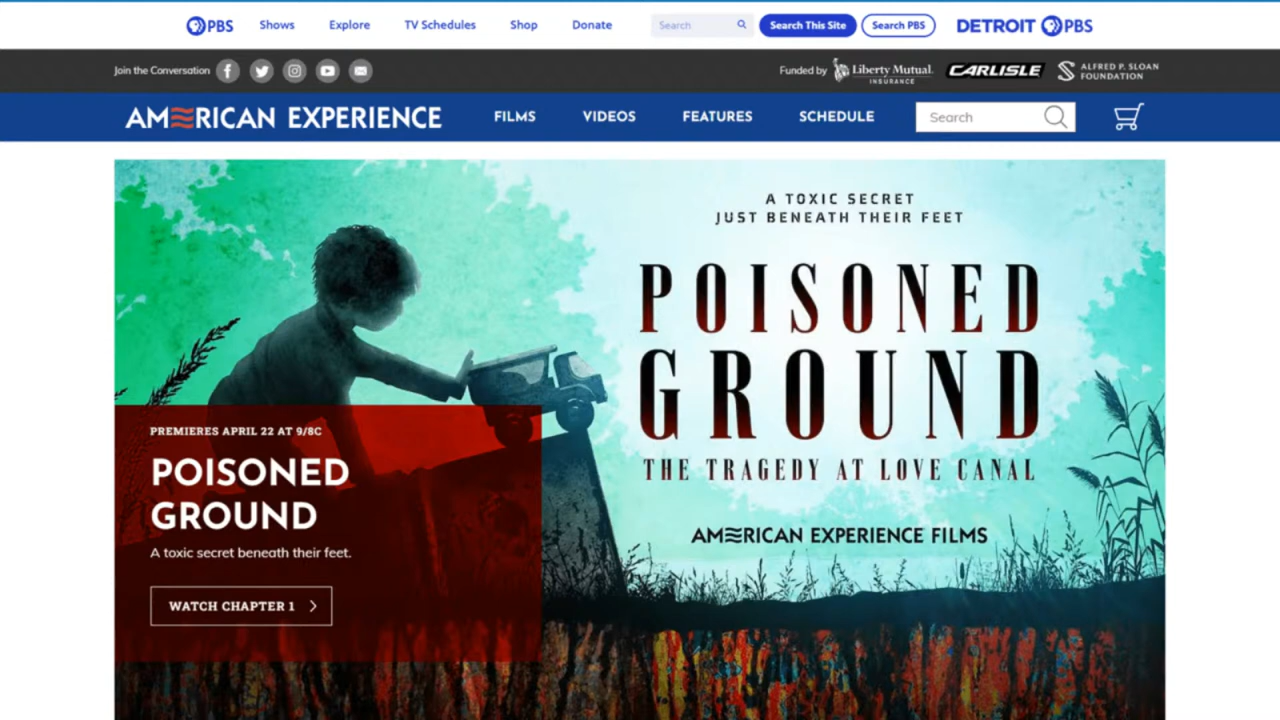 PBS Shows Explore TV Schedules Shop Donate Search Search This Site Search PBS DETROIT PBS
Join the Conversation Funded by Liberty Mutual INSURANCE CARLISLE ALFRED P. SLOAN FOUNDATION
AMERICAN EXPERIENCE FILMS VIDEOS FEATURES SCHEDULE Search
A TOXIC SECRET
JUST BENEATH THEIR FEET
POISONED
GROUND
THE TRAGEDY AT LOVE CANAL
AMERICAN EXPERIENCE FILMS
PREMIERES APRIL 22 AT 9/8C
POISONED
GROUND
A toxic secret beneath their feet.
WATCH CHAPTER 1